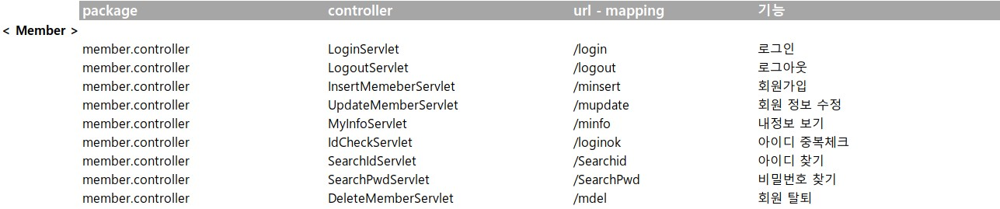 package controller url - mapping 기능
< Member >
member.controller LoginServlet /login 로그인
member.controller LogoutServlet /logout 로그아웃
member.controller InsertMemeberServlet /minsert 회원가입
member.controller UpdateMemberServlet /mupdate 회원 정보 수정
member.controller MyInfoServlet /minfo 내정보 보기
member.controller IdCheckServlet /loginok 아이디 중복체크
member.controller SearchIdServlet /Searchid 아이디 찾기
member.controller SearchPwdServlet /SearchPwd 비밀번호 찾기
member.controller DeleteMemberServlet /mdel 회원 탈퇴